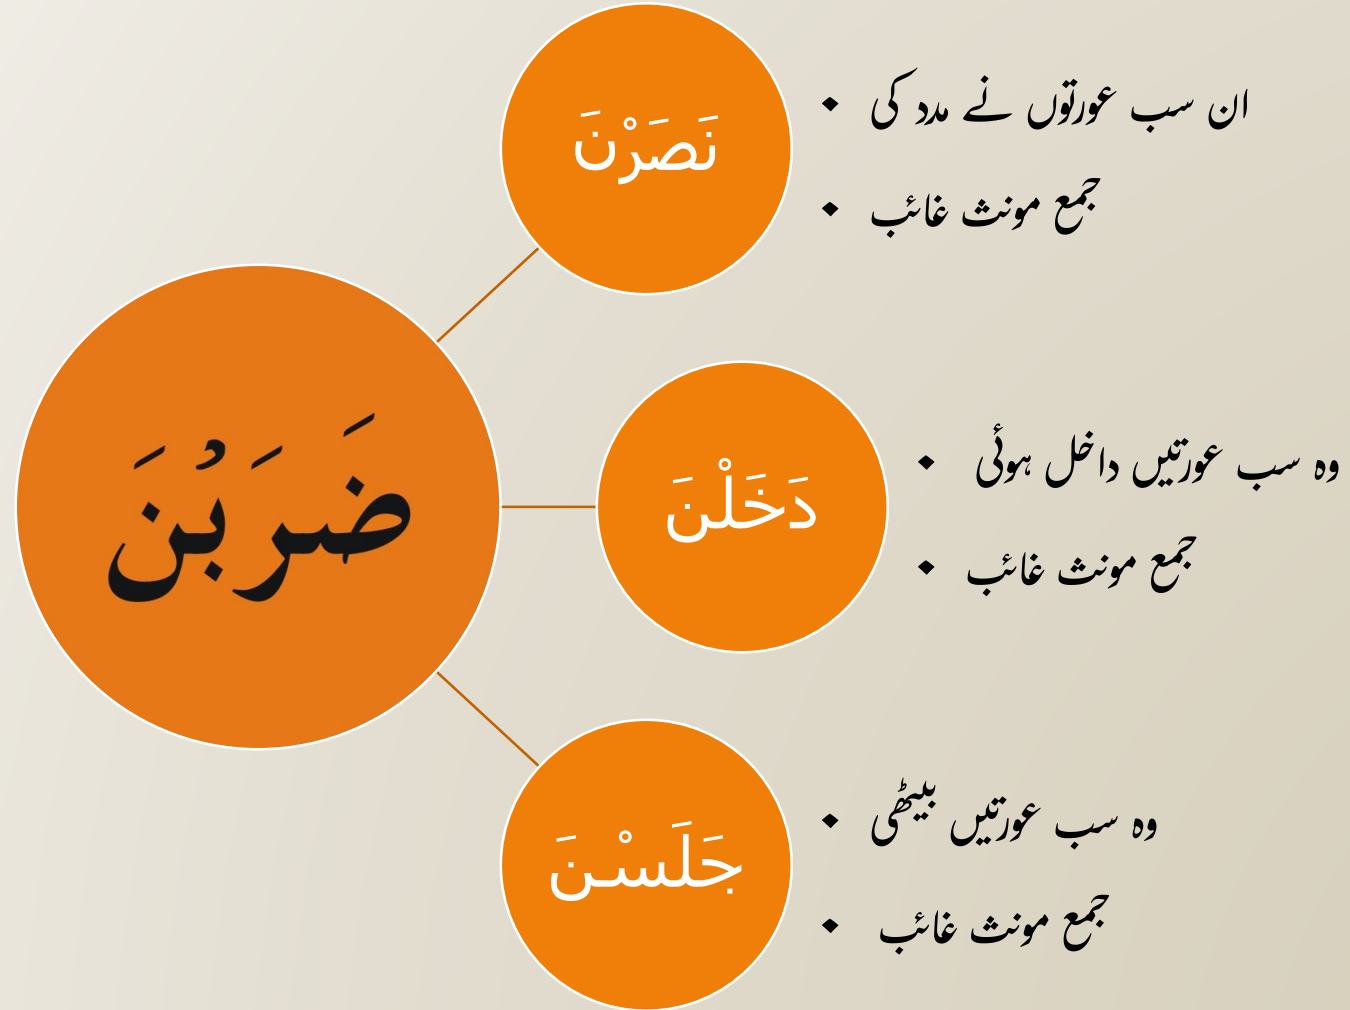 ضَرَبْنَ
نَصَرْنَ
ان سب عورتوں نے مدد کی
جمع مونث غائب
دَخَلْنَ
وہ سب عورتیں داخل ہوئی
جمع مونث غائب
جَلَسْنَ
وہ سب عورتیں بیٹھی
جمع مونث غائب